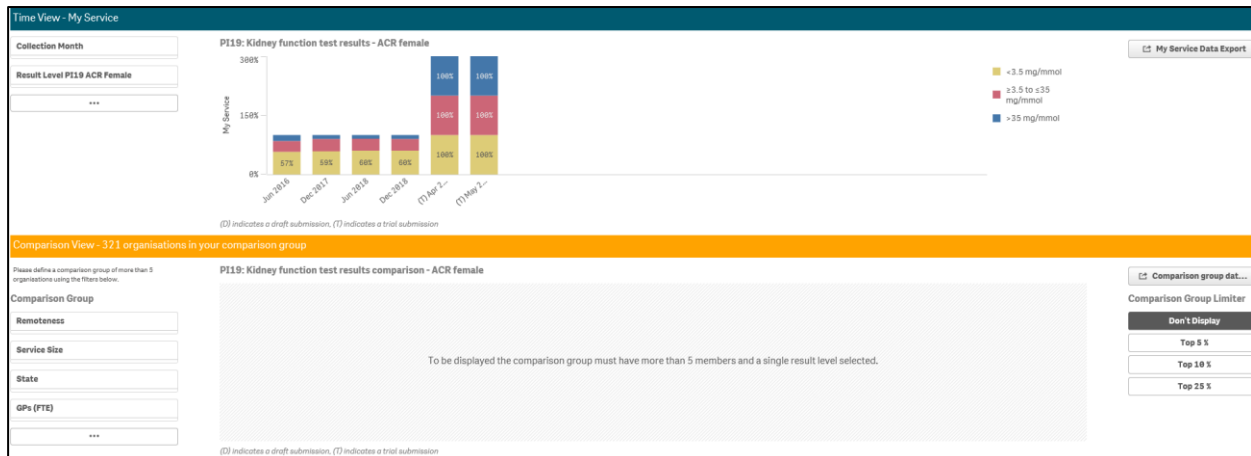 Time View - My Service
Collection Month
Result Level PI19 ACR Female
•••
PI19: Kidney function test results - ACR female
300%
150%
0%
My Service
57%
59%
60%
60%
100%
100%
100%
100%
100%
100%
Jun 2016
Dec 2017
Jun 2018
Dec 2018
(T) Apr 2...
(T) May 2...
<3.5 mg/mmol
≥3.5 to ≤35
mg/mmol
>35 mg/mmol
My Service Data Export
(D) indicates a draft submission, (T) indicates a trial submission
Comparison View - 321 organisations in your comparison group
Please define a comparison group of more than 5
organisations using the filters below.
Comparison Group
Remoteness
Service Size
State
GPs (FTE)
•••
PI19: Kidney function test results comparison - ACR female
To be displayed the comparison group must have more than 5 members and a single result level selected.
(D) indicates a draft submission, (T) indicates a trial submission
Comparison group dat...
Comparison Group Limiter
Don't Display
Top 5 %
Top 10 %
Top 25 %